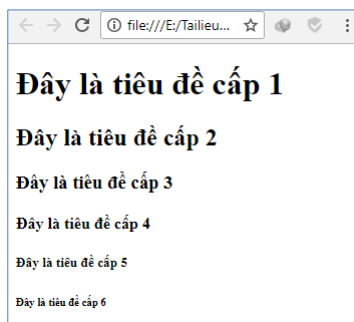 file:///E:/Tailieu...
Đây là tiêu đề cấp 1
Đây là tiêu đề cấp 2
Đây là tiêu đề cấp 3
Đây là tiêu đề cấp 4
Đây là tiêu đề cấp 5
Đây là tiêu đề cấp 6